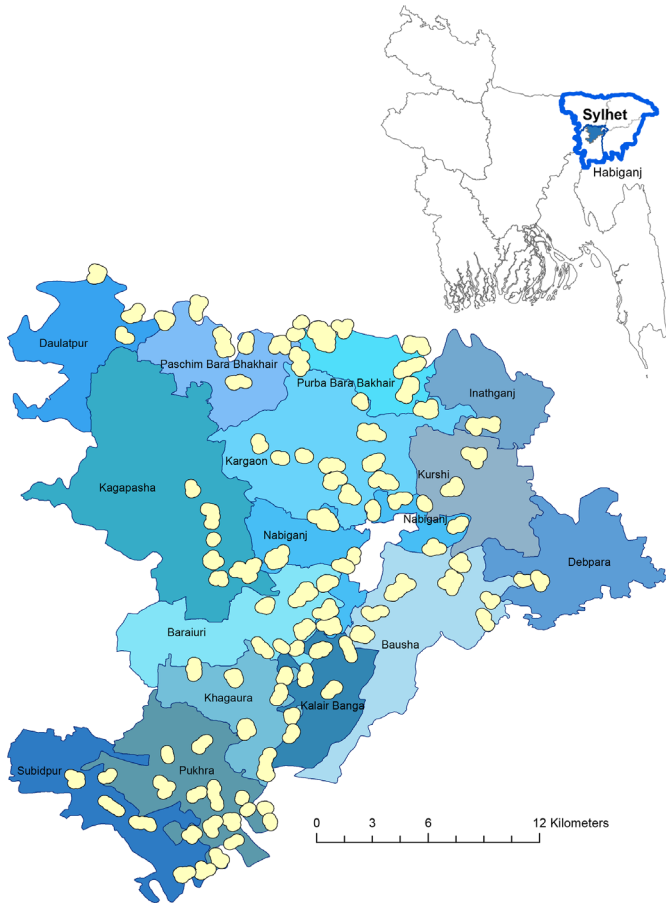 Sylhet
Habiganj
Daulatpur
Paschim Bara Bhakhair
Purba Bara Bakhair
Inathganj
Kargaon
Kurshi
Kagapasha
Nabiganj
Nabiganj
Debpara
Baraiuri
Bausha
Khagaura
Kalair Banga
Subidpur
Pukhra
0 3 6 12 Kilometers